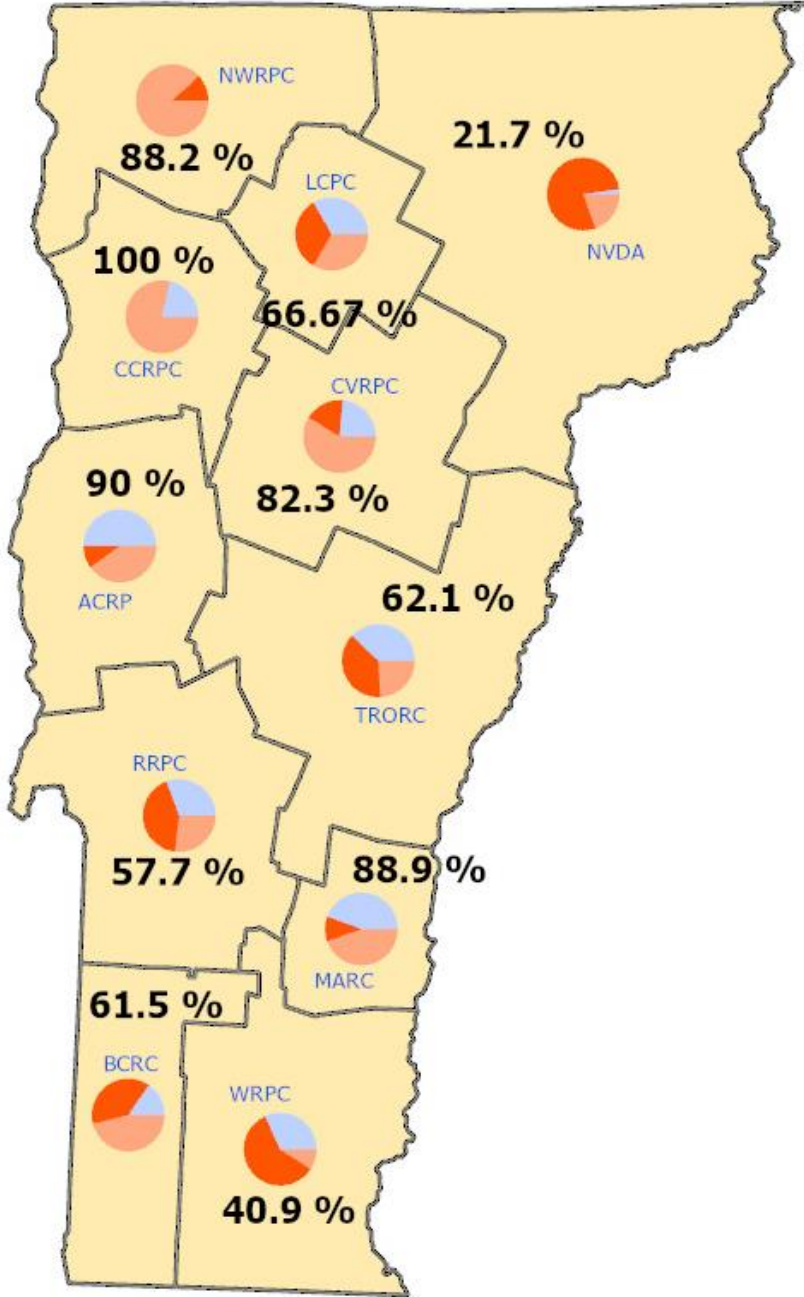 NWRPC
88.2 %
21.7 %
NVDA
LCPC
66.67 %
100 %
CCRPC
CVRPC
82.3 %
90 %
ACRP
62.1 %
TRORC
RRPC
57.7 %
88.9 %
MARC
61.5 %
BCRC
WRPC
40.9 %